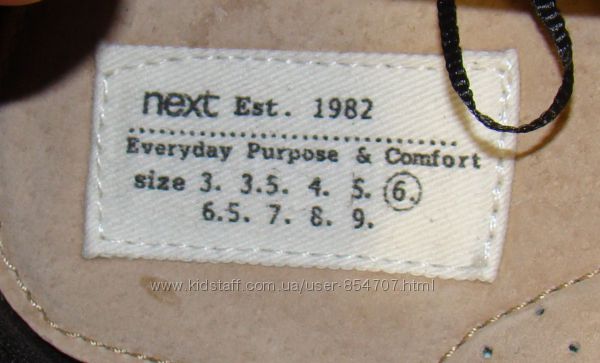 next Est. 1982
Everyday Purpose & Comfort
size 3. 3.5. 4. 5. 6.
6.5. 7. 8. 9.
www.kidstaff.com.ua/user-854707.html